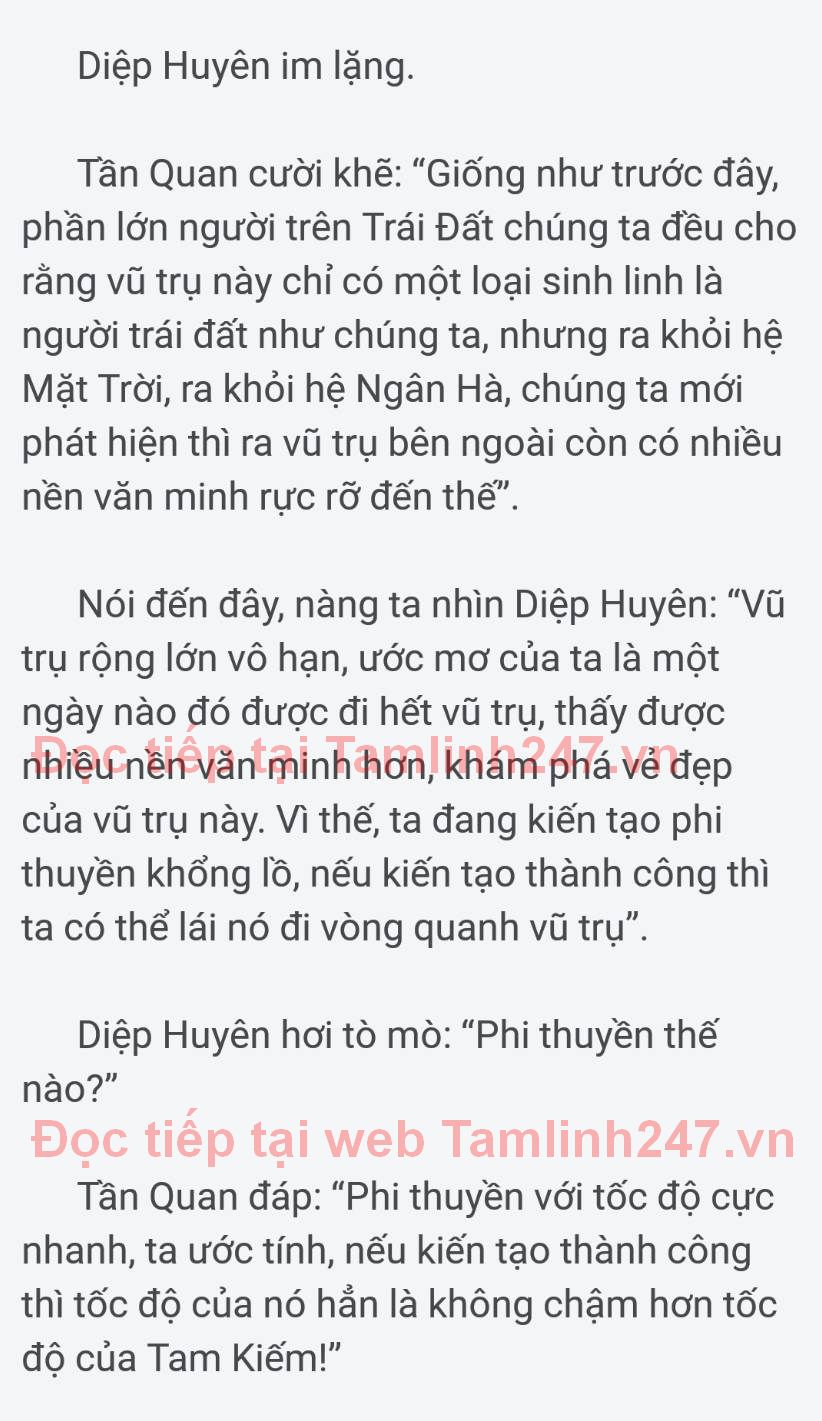 Diệp Huyên im lặng.
Tần Quan cười khẽ: “Giống như trước đây,
phần lớn người trên Trái Đất chúng ta đều cho
rằng vũ trụ này chỉ có một loại sinh linh là
người trái đất như chúng ta, nhưng ra khỏi hệ
Mặt Trời, ra khỏi hệ Ngân Hà, chúng ta mới
phát hiện thì ra vũ trụ bên ngoài còn có nhiều
nền văn minh rực rỡ đến thế”.
Nói đến đây, nàng ta nhìn Diệp Huyên: “Vũ
trụ rộng lớn vô hạn, ước mơ của ta là một
ngày nào đó được đi hết vũ trụ, thấy được
Đọc tiếp tại Tamlinh247.vn
nhiều nền văn minh hơn, khám phá vẻ đẹp
của vũ trụ này. Vì thế, ta đang kiến tạo phi
thuyền khổng lồ, nếu kiến tạo thành công thì
ta có thể lái nó đi vòng quanh vũ trụ”.
Diệp Huyên hơi tò mò: “Phi thuyền thế
nào?”
Đọc tiếp tại web Tamlinh247.vn
Tần Quan đáp: “Phi thuyền với tốc độ cực
nhanh, ta ước tính, nếu kiến tạo thành công
thì tốc độ của nó hẳn là không chậm hơn tốc
độ của Tam Kiếm!”